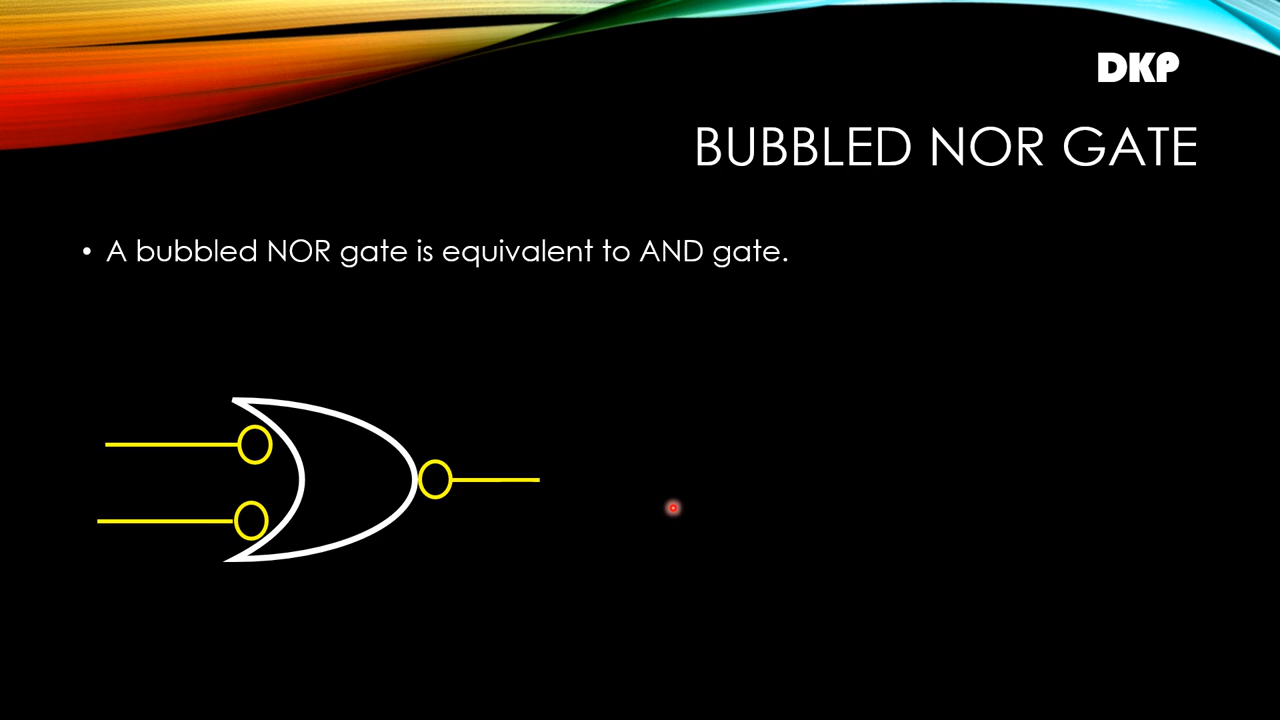 DKP
BUBBLED NOR GATE
• A bubbled NOR gate is equivalent to AND gate.